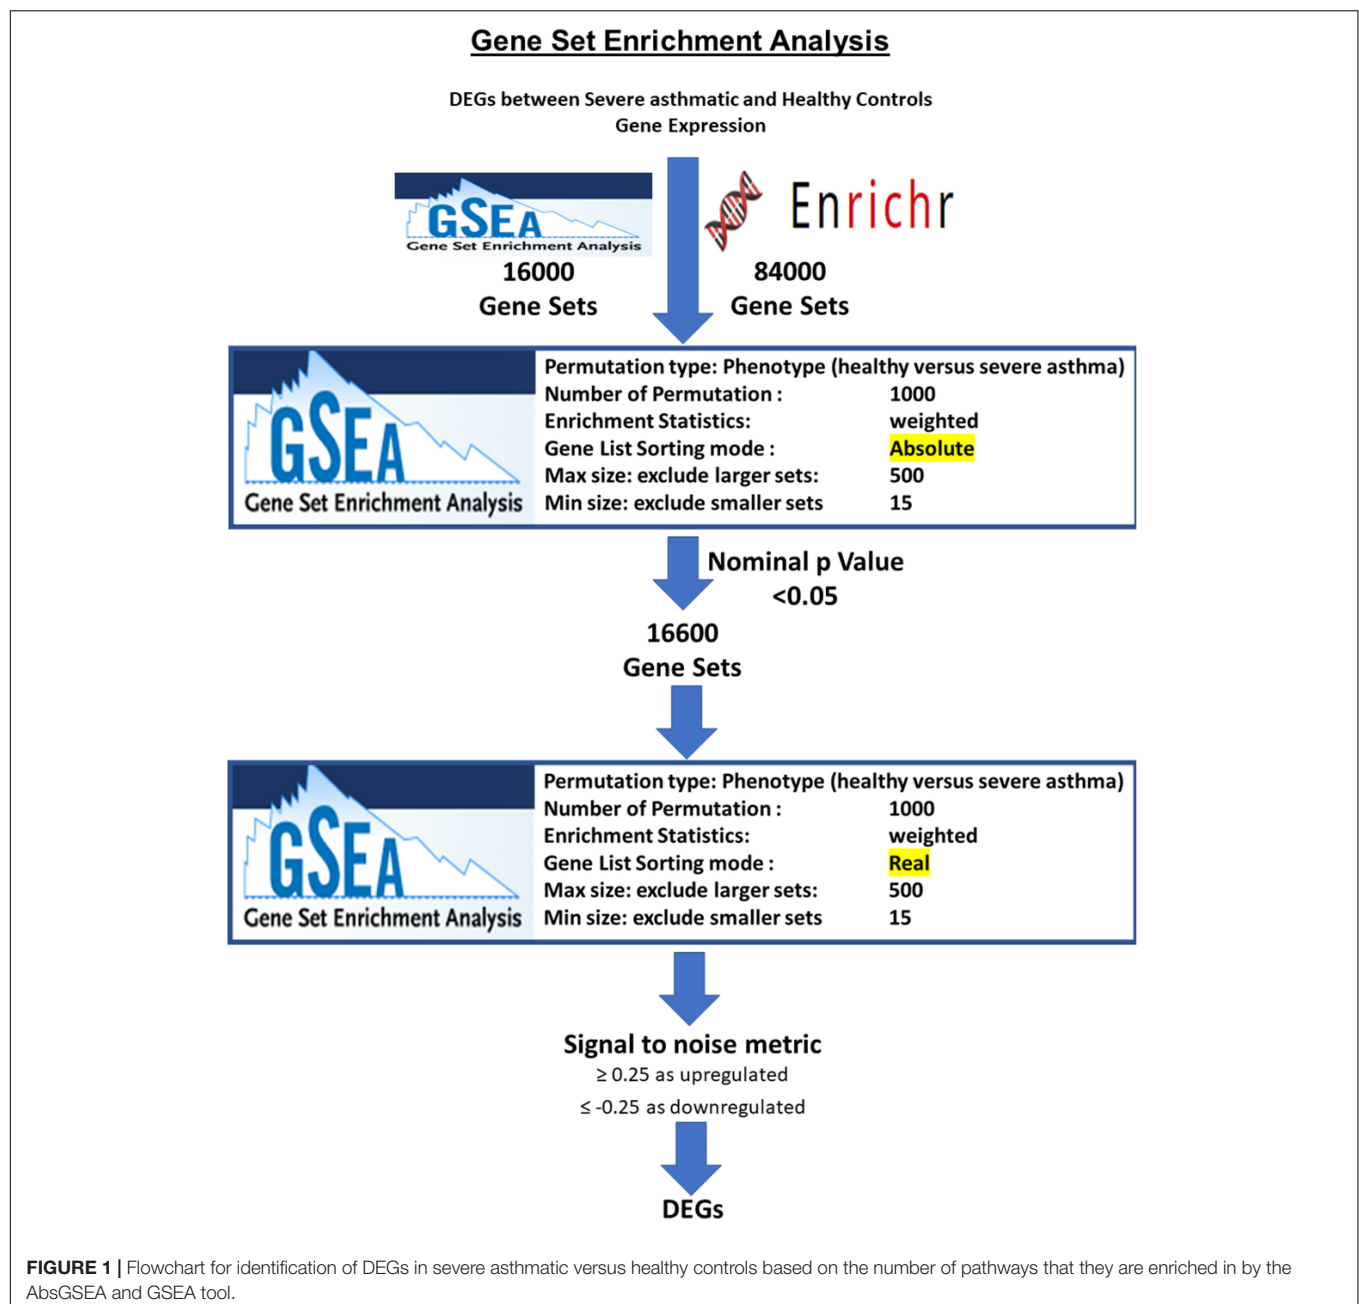 Gene Set Enrichment Analysis
DEGs between Severe asthmatic and Healthy Controls
Gene Expression
GSEA
Gene Set Enrichment Analysis
Enrichr
16000
Gene Sets
84000
Gene Sets
GSEA
Gene Set Enrichment Analysis
Permutation type: Phenotype (healthy versus severe asthma)
Number of Permutation : 1000
Enrichment Statistics: weighted
Gene List Sorting mode : Absolute
Max size: exclude larger sets: 500
Min size: exclude smaller sets 15
Nominal p Value
<0.05
16600
Gene Sets
GSEA
Gene Set Enrichment Analysis
Permutation type: Phenotype (healthy versus severe asthma)
Number of Permutation : 1000
Enrichment Statistics: weighted
Gene List Sorting mode : Real
Max size: exclude larger sets: 500
Min size: exclude smaller sets 15
Signal to noise metric
≥ 0.25 as upregulated
≤ -0.25 as downregulated
DEGs
FIGURE 1 | Flowchart for identification of DEGs in severe asthmatic versus healthy controls based on the number of pathways that they are enriched in by the
AbsGSEA and GSEA tool.